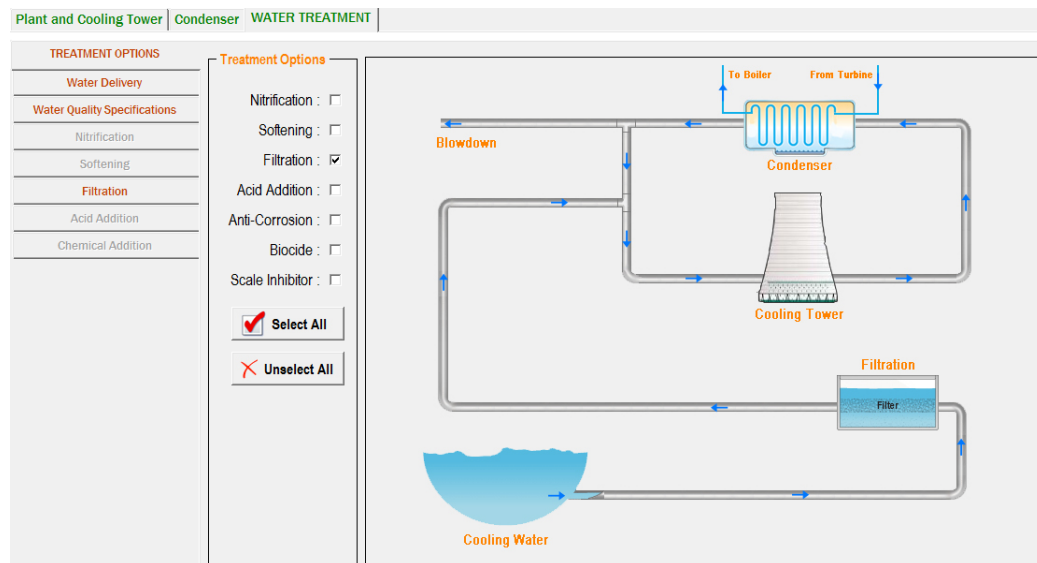 Plant and Cooling Tower
Condenser
WATER TREATMENT
TREATMENT OPTIONS
Water Delivery
Water Quality Specifications
Nitrification
Softening
Filtration
Acid Addition
Chemical Addition
Treatment Options
Nitrification :
Softening :
Filtration :
Acid Addition :
Anti-Corrosion :
Biocide :
Scale Inhibitor :
Select All
Unselect All
To Boiler
From Turbine
Blowdown
Condenser
Cooling Tower
Filtration
Filter
Cooling Water